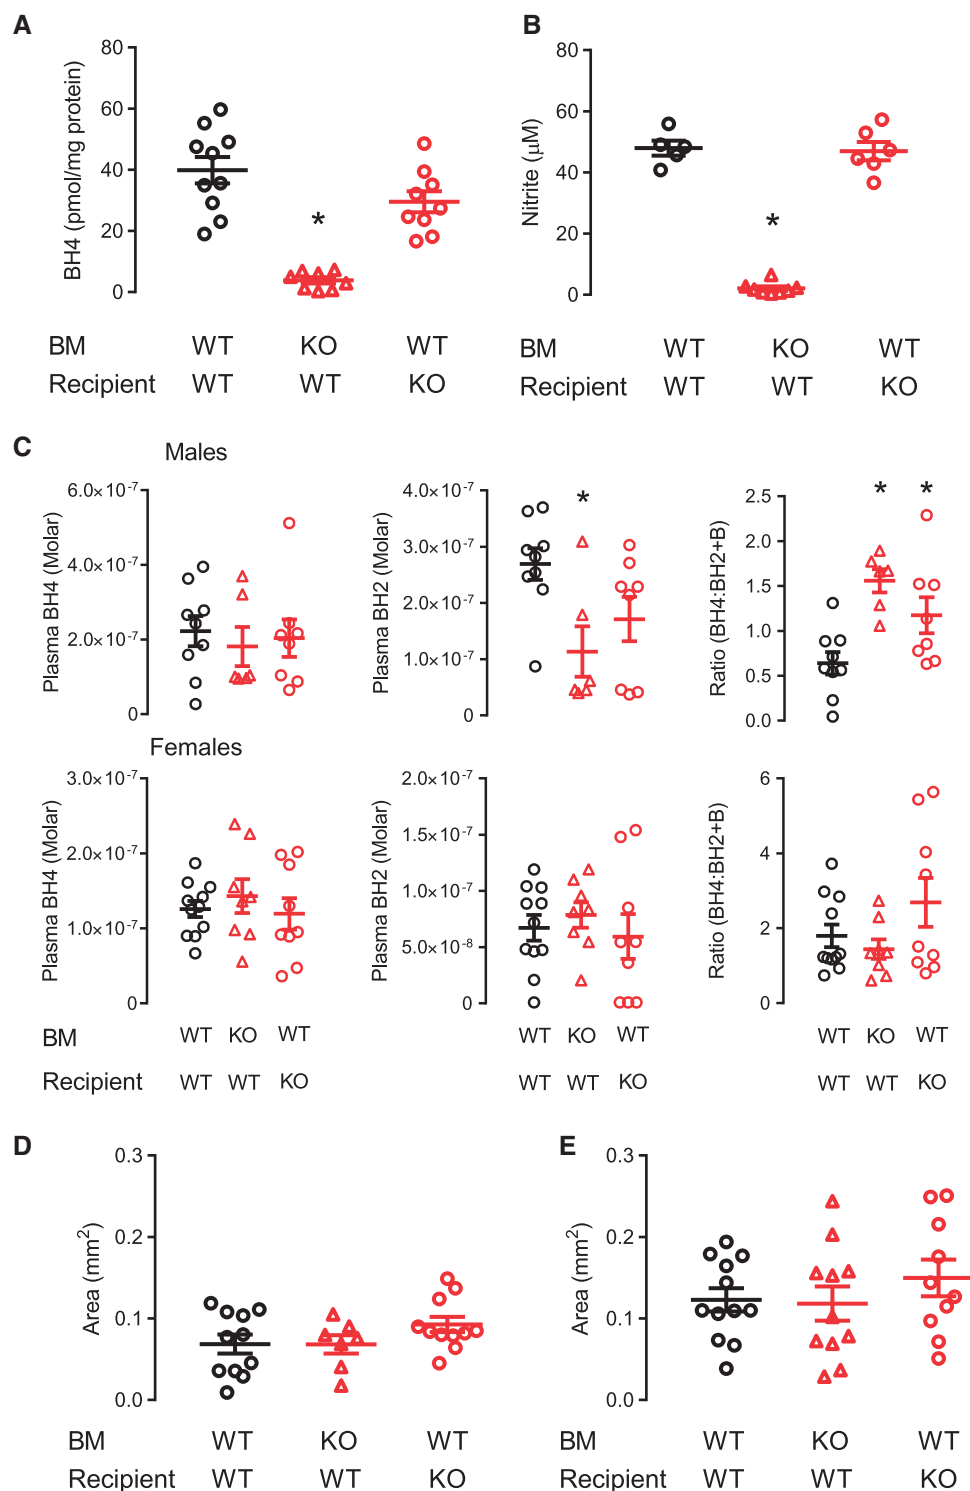 A
B
80
60
40
20
0
BH4 (pmol/mg protein)
*
80
60
40
20
0
Nitrite (μM)
*
BM WT KO WT
Recipient WT WT KO
BM WT KO WT
Recipient WT WT KO
C
Males
6.0×10⁻⁷
4.0×10⁻⁷
2.0×10⁻⁷
0
Plasma BH4 (Molar)
4.0×10⁻⁷
3.0×10⁻⁷
2.0×10⁻⁷
1.0×10⁻⁷
0
Plasma BH2 (Molar)
*
2.5
2.0
1.5
1.0
0.5
0.0
Ratio (BH4:BH2+B)
* *
Females
3.0×10⁻⁷
2.0×10⁻⁷
1.0×10⁻⁷
0
Plasma BH4 (Molar)
2.0×10⁻⁷
1.5×10⁻⁷
1.0×10⁻⁷
5.0×10⁻⁸
0
Plasma BH2 (Molar)
6
4
2
0
Ratio (BH4:BH2+B)
BM WT KO WT WT KO WT WT KO WT
Recipient WT WT KO WT WT KO WT WT KO
D
E
0.3
0.2
0.1
0.0
Area (mm²)
0.3
0.2
0.1
0.0
Area (mm²)
BM WT KO WT
Recipient WT WT KO
BM WT KO WT
Recipient WT WT KO